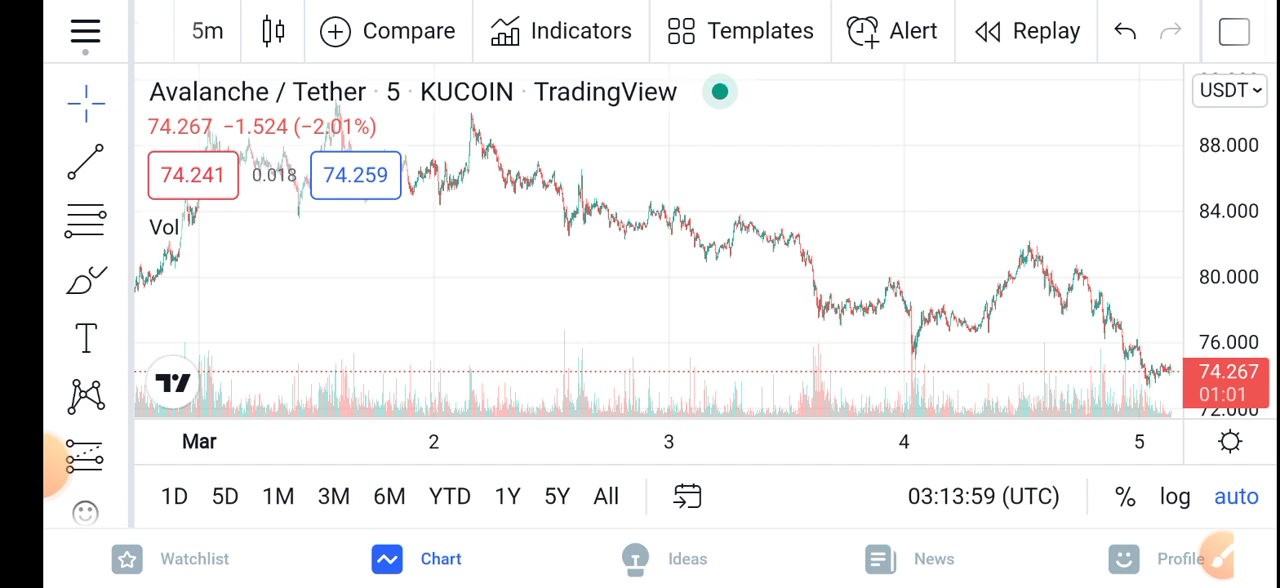 5m Compare Indicators Templates Alert Replay
Avalanche / Tether · 5 · KUCOIN · TradingView
USDT
74.267 −1.524 (−2.01%)
74.241 0.018 74.259
Vol
88.000
84.000
80.000
76.000
74.267
01:01
72.000
Mar 2 3 4 5
1D 5D 1M 3M 6M YTD 1Y 5Y All 03:13:59 (UTC) % log auto
Watchlist Chart Ideas News Profile